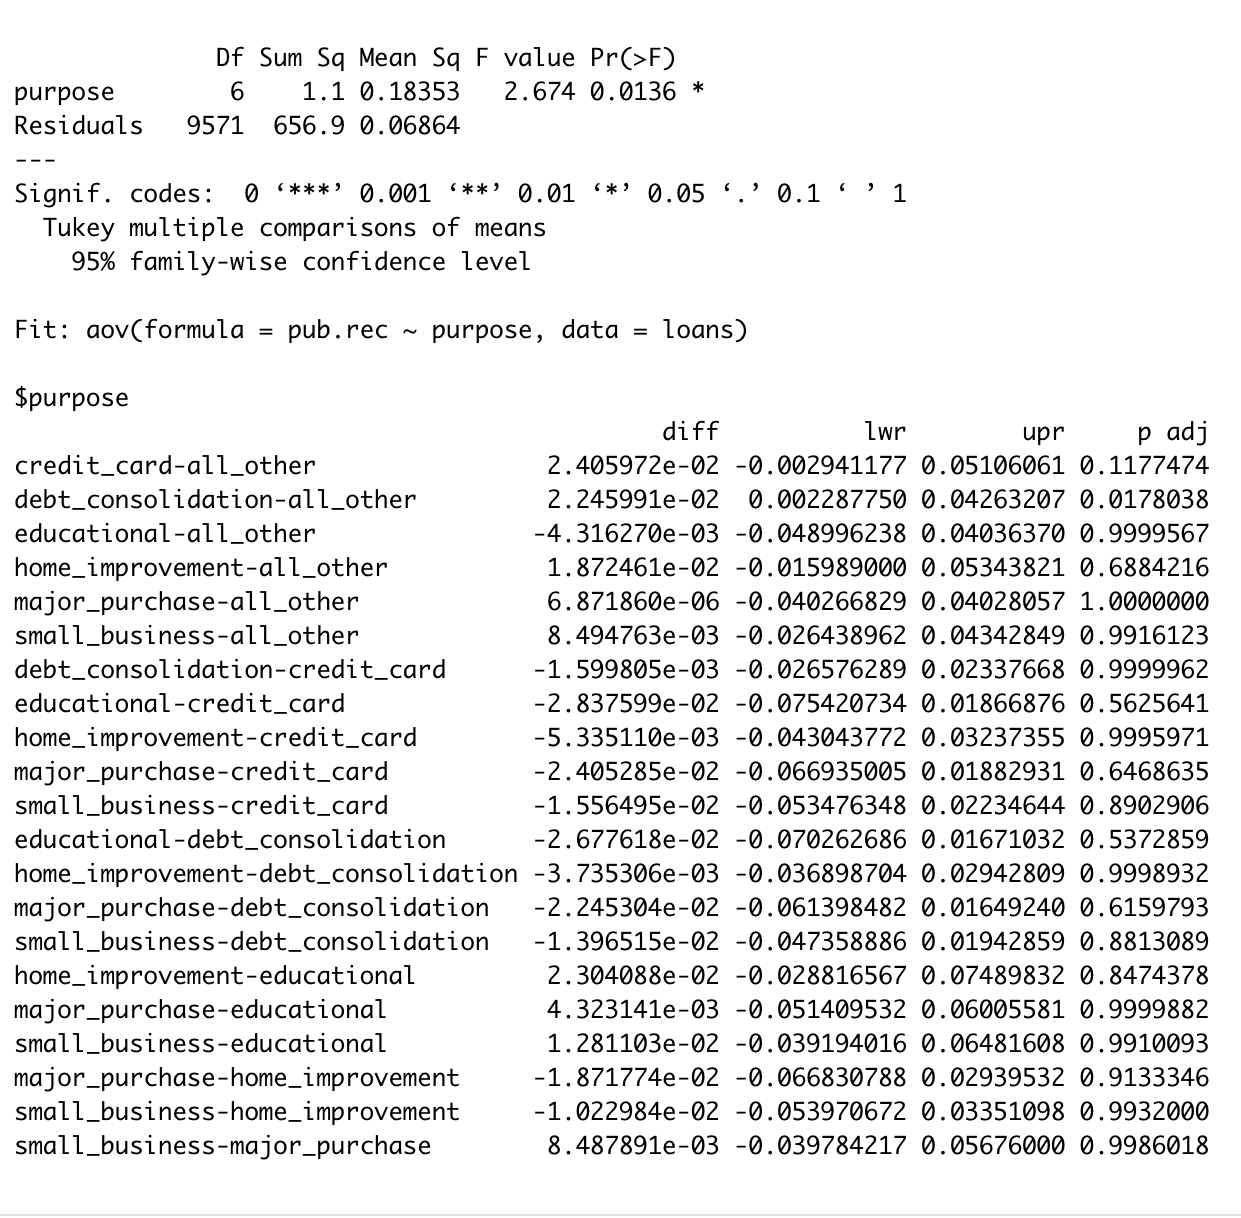 Df Sum Sq Mean Sq F value Pr(>F)
purpose 6 1.1 0.18353 2.674 0.0136 *
Residuals 9571 656.9 0.06864
---
Signif. codes: 0 ‘***’ 0.001 ‘**’ 0.01 ‘*’ 0.05 ‘.’ 0.1 ‘ ’ 1
Tukey multiple comparisons of means
95% family-wise confidence level
Fit: aov(formula = pub.rec ~ purpose, data = loans)
$purpose
diff lwr upr p adj
credit_card-all_other 2.405972e-02 -0.002941177 0.05106061 0.1177474
debt_consolidation-all_other 2.245991e-02 0.002287750 0.04263207 0.0178038
educational-all_other -4.316270e-03 -0.048996238 0.04036370 0.9999567
home_improvement-all_other 1.872461e-02 -0.015989000 0.05343821 0.6884216
major_purchase-all_other 6.871860e-06 -0.040266829 0.04028057 1.0000000
small_business-all_other 8.494763e-03 -0.026438962 0.04342849 0.9916123
debt_consolidation-credit_card -1.599805e-03 -0.026576289 0.02337668 0.9999962
educational-credit_card -2.837599e-02 -0.075420734 0.01866876 0.5625641
home_improvement-credit_card -5.335110e-03 -0.043043772 0.03237355 0.9995971
major_purchase-credit_card -2.405285e-02 -0.066935005 0.01882931 0.6468635
small_business-credit_card -1.556495e-02 -0.053476348 0.02234644 0.8902906
educational-debt_consolidation -2.677618e-02 -0.070262686 0.01671032 0.5372859
home_improvement-debt_consolidation -3.735306e-03 -0.036898704 0.02942809 0.9998932
major_purchase-debt_consolidation -2.245304e-02 -0.061398482 0.01649240 0.6159793
small_business-debt_consolidation -1.396515e-02 -0.047358886 0.01942859 0.8813089
home_improvement-educational 2.304088e-02 -0.028816567 0.07489832 0.8474378
major_purchase-educational 4.323141e-03 -0.051409532 0.06005581 0.9999882
small_business-educational 1.281103e-02 -0.039194016 0.06481608 0.9910093
major_purchase-home_improvement -1.871774e-02 -0.066830788 0.02939532 0.9133346
small_business-home_improvement -1.022984e-02 -0.053970672 0.03351098 0.9932000
small_business-major_purchase 8.487891e-03 -0.039784217 0.05676000 0.9986018